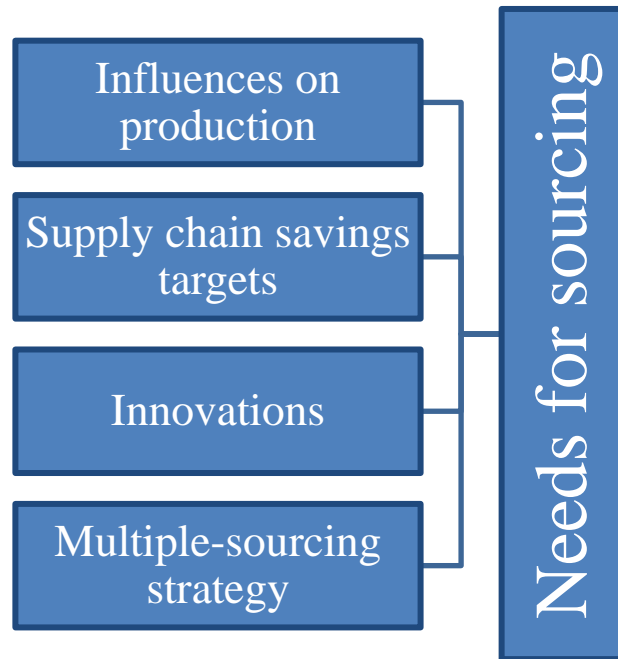 Influences on
production
Supply chain savings
targets
Innovations
Multiple-sourcing
strategy
Needs for sourcing